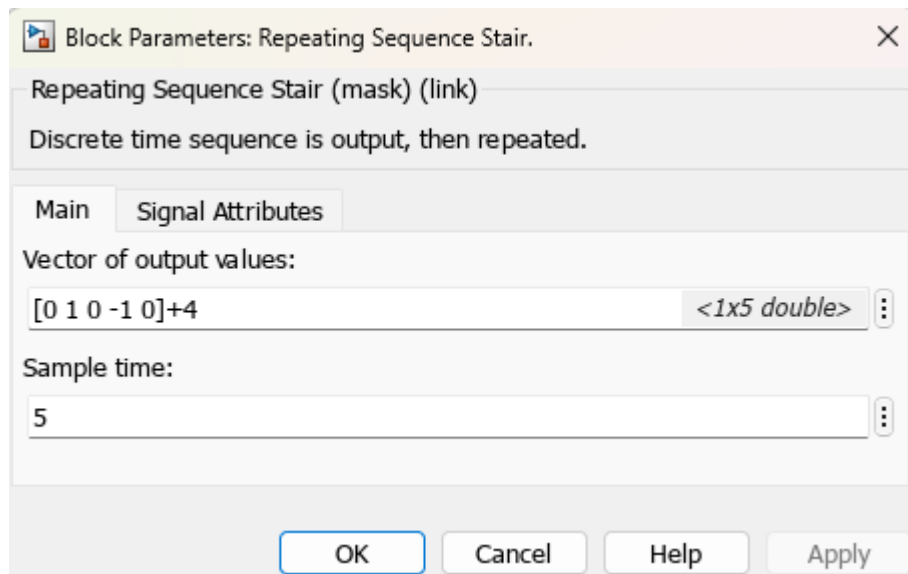 Block Parameters: Repeating Sequence Stair.
Repeating Sequence Stair (mask) (link)
Discrete time sequence is output, then repeated.
Main Signal Attributes
Vector of output values:
[0 1 0 -1 0]+4 <1x5 double>
Sample time:
5
OK Cancel Help Apply